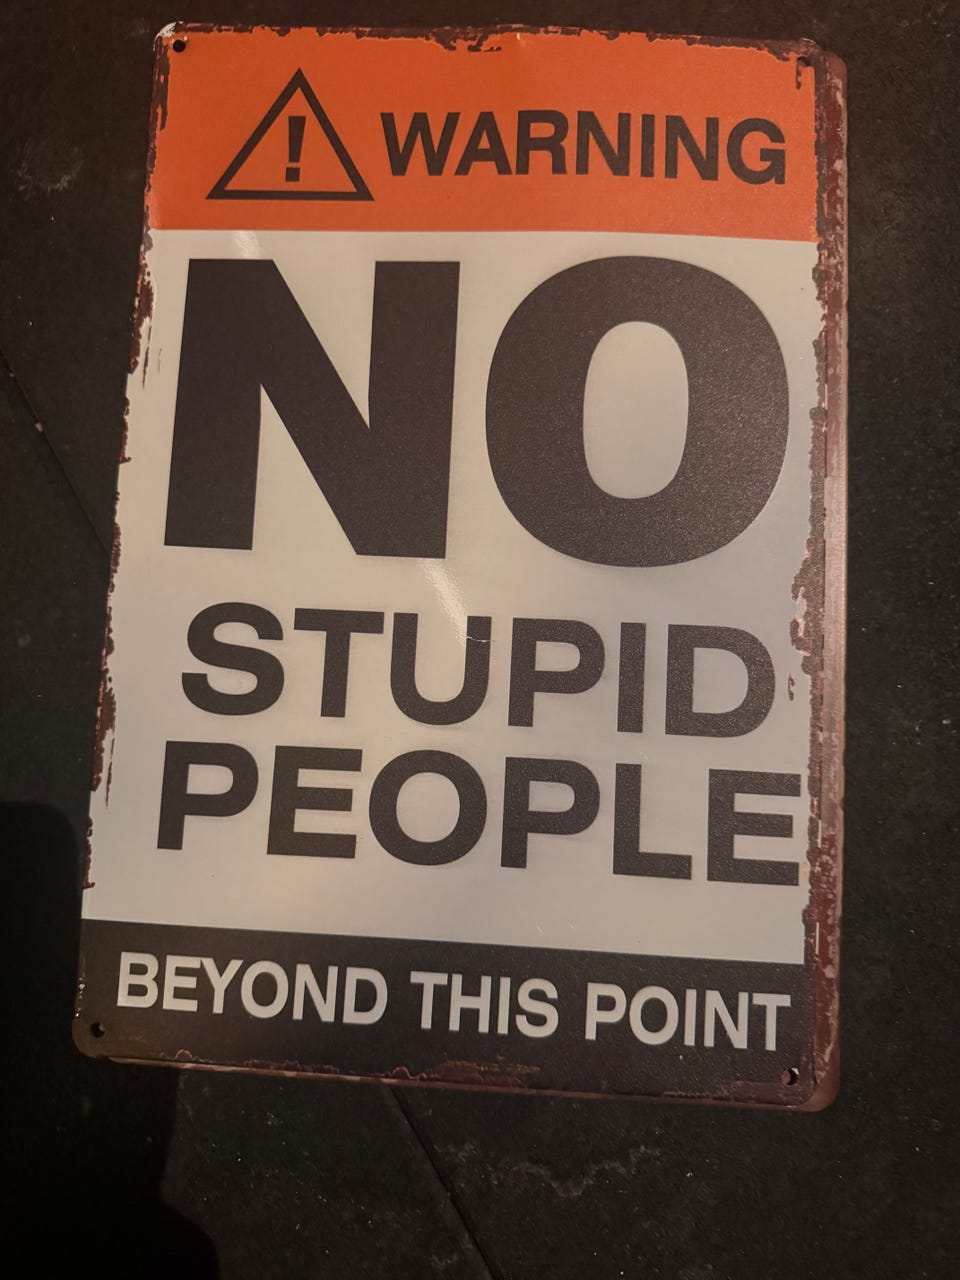 WARNING
NO
STUPID
PEOPLE
BEYOND THIS POINT